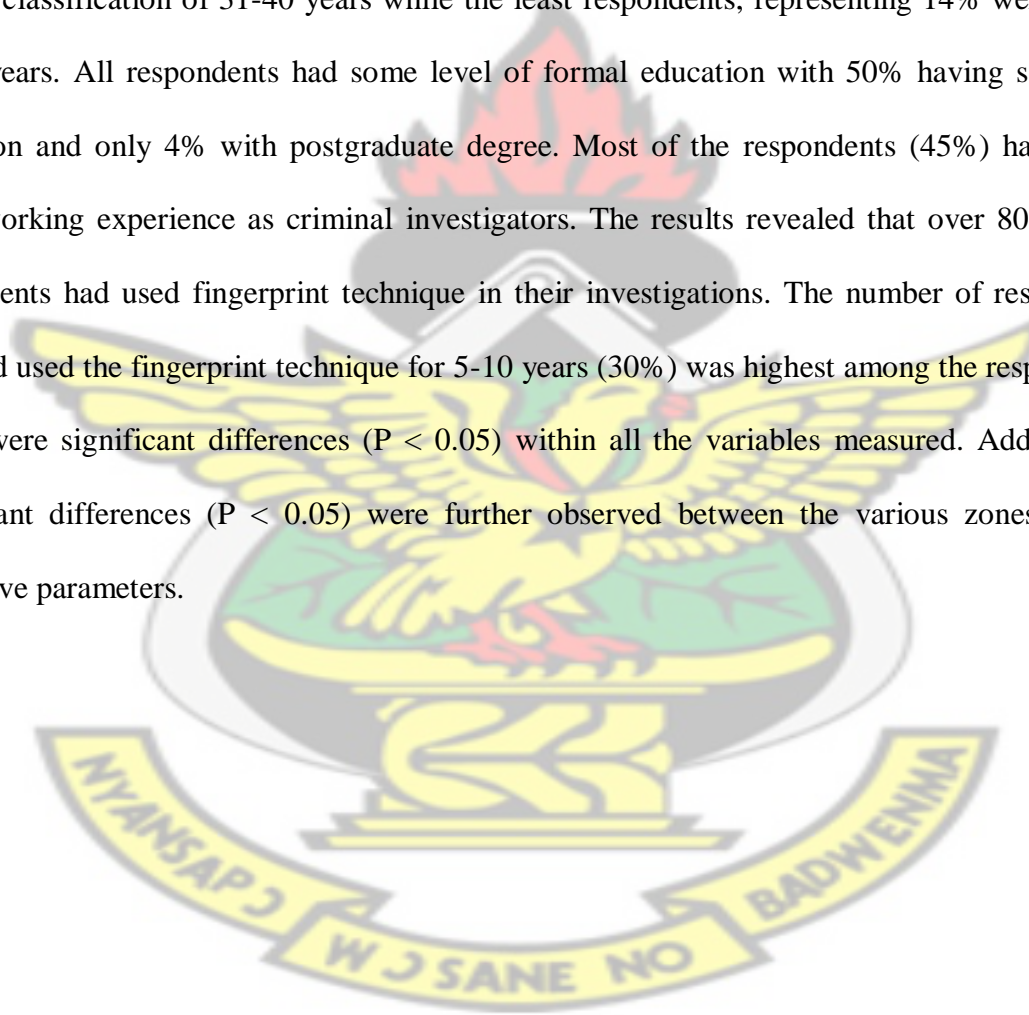 classification of 31-40 years while the least respondents, representing 14% we
years. All respondents had some level of formal education with 50% having s
on and only 4% with postgraduate degree. Most of the respondents (45%) ha
orking experience as criminal investigators. The results revealed that over 80
ents had used fingerprint technique in their investigations. The number of res
d used the fingerprint technique for 5-10 years (30%) was highest among the resp
were significant differences (P < 0.05) within all the variables measured. Add
ant differences (P < 0.05) were further observed between the various zones
ve parameters.
NYANSAPƆ
WƆSANE NO
BADWENMA